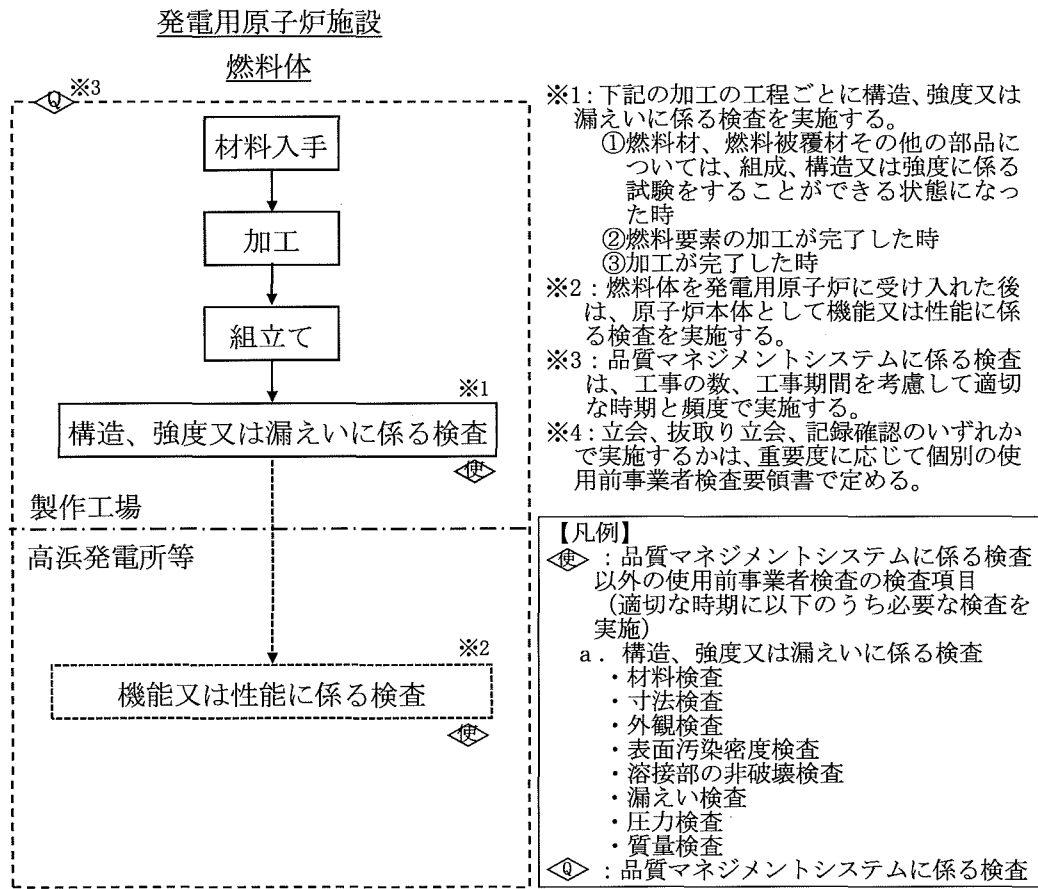 発電用原子炉施設
燃料体
Q ※3
材料入手
加工
組立て
※1
構造、強度又は漏えいに係る検査
使
製作工場
高浜発電所等
※2
機能又は性能に係る検査
使
※1:下記の加工の工程ごとに構造、強度又は
漏えいに係る検査を実施する。
①燃料材、燃料被覆材その他の部品に
ついては、組成、構造又は強度に係る
試験をすることができる状態になっ
た時
②燃料要素の加工が完了した時
③加工が完了した時
※2:燃料体を発電用原子炉に受け入れた後
は、原子炉本体として機能又は性能に係
る検査を実施する。
※3:品質マネジメントシステムに係る検査
は、工事の数、工事期間を考慮して適切
な時期と頻度で実施する。
※4:立会、抜取り立会、記録確認のいずれか
で実施するかは、重要度に応じて個別の使
用前事業者検査要領書で定める。
【凡例】
使:品質マネジメントシステムに係る検査
以外の使用前事業者検査の検査項目
(適切な時期に以下のうち必要な検査を
実施)
a.構造、強度又は漏えいに係る検査
・材料検査
・寸法検査
・外観検査
・表面汚染密度検査
・溶接部の非破壊検査
・漏えい検査
・圧力検査
・質量検査
Q:品質マネジメントシステムに係る検査